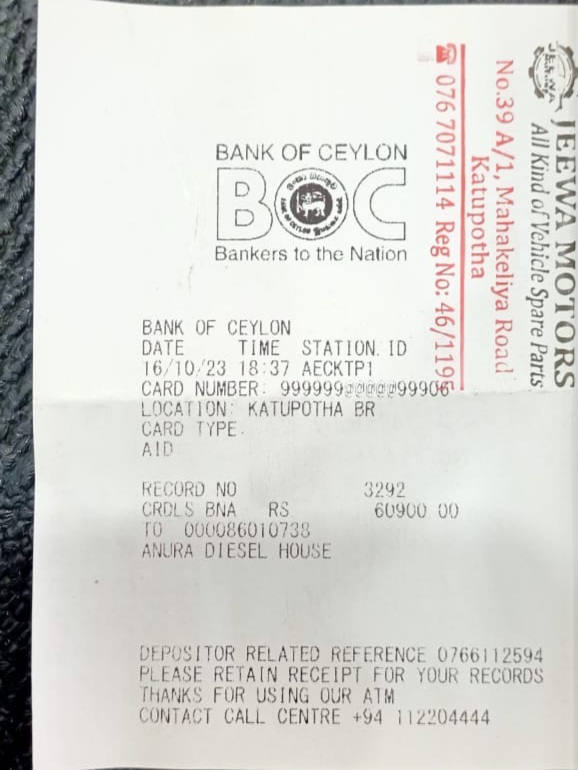 JEEWA MOTORS
All Kind of Vehicle Spare Parts
No.39 A/1, Mahakeliya Road
Katupotha
☎ 076 7071114 Reg No: 46/1195
BANK OF CEYLON
BOC
Bankers to the Nation
BANK OF CEYLON
DATE TIME STATION ID
16/10/23 18:37 AECKTP1
CARD NUMBER: 999999@@@@@99906
LOCATION: KATUPOTHA BR
CARD TYPE
AID
RECORD NO 3292
CRDLS BNA RS 60900 00
TO 000086010738
ANURA DIESEL HOUSE
DEPOSITOR RELATED REFERENCE 0766112594
PLEASE RETAIN RECEIPT FOR YOUR RECORDS
THANKS FOR USING OUR ATM
CONTACT CALL CENTRE +94 112204444